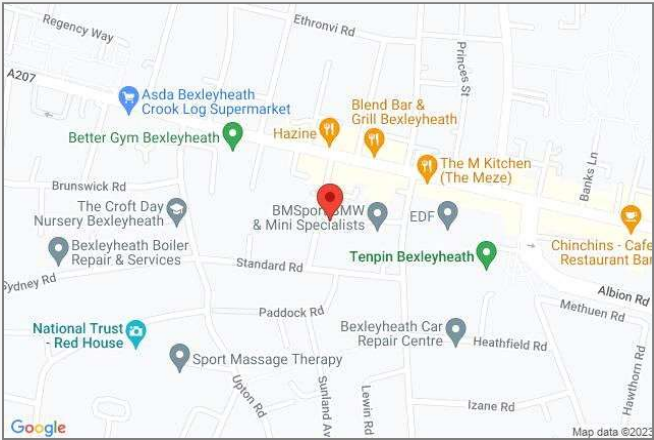 Regency Way
Ethronvi Rd
Princes St
A207
Asda Bexleyheath
Crook Log Supermarket
Blend Bar &
Grill Bexleyheath
Hazine
Better Gym Bexleyheath
The M Kitchen
(The Meze)
Banks Ln
Brunswick Rd
The Croft Day
Nursery Bexleyheath
BMSport BMW
& Mini Specialists
EDF
Chinchins - Cafe
Restaurant Bar
Bexleyheath Boiler
Repair & Services
Tenpin Bexleyheath
Standard Rd
Sydney Rd
Albion Rd
Methuen Rd
Paddock Rd
National Trust
- Red House
Bexleyheath Car
Repair Centre
Heathfield Rd
Sport Massage Therapy
Upton Rd
Sunland Av
Lewin Rd
Izane Rd
Hawthorn Rd
Google
Map data ©2023